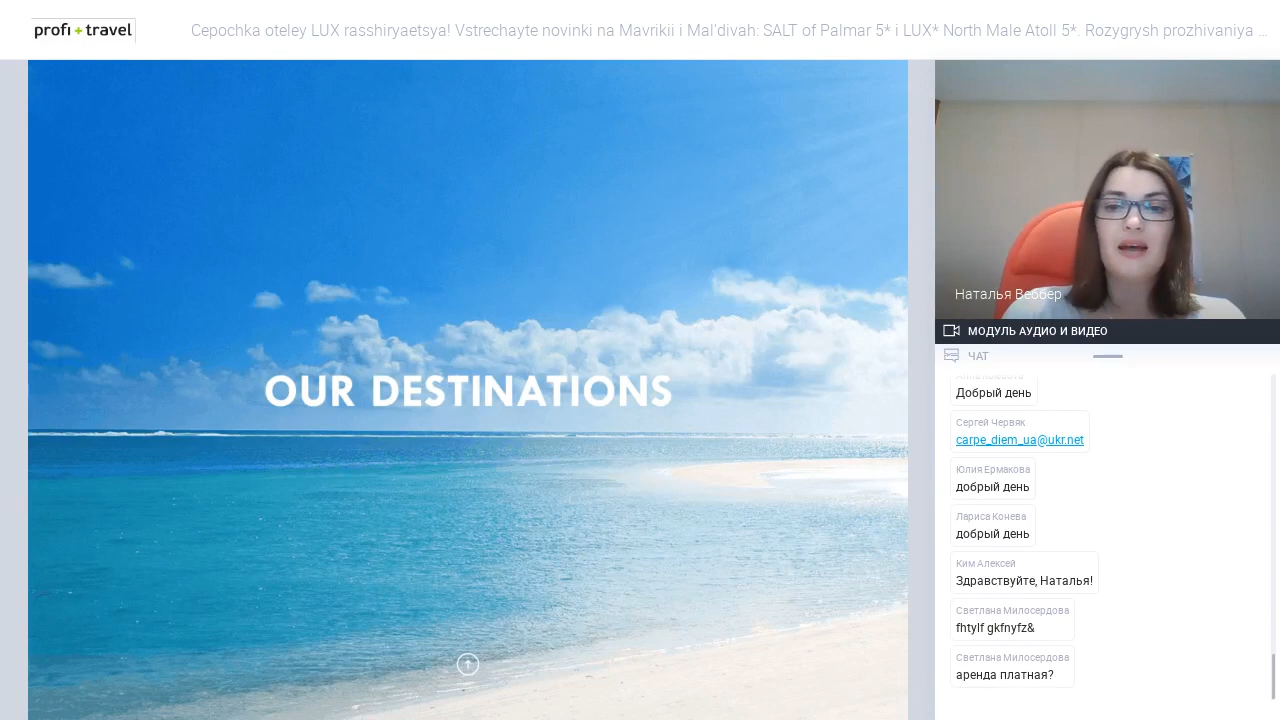 profi + travel
Cepochka oteley LUX rasshiryaetsya! Vstrechayte novinki na Mavrikii i Mal'divah: SALT of Palmar 5* i LUX* North Male Atoll 5*. Rozygrysh prozhivaniya ...
OUR DESTINATIONS
Наталья Веббер
МОДУЛЬ АУДИО И ВИДЕО
ЧАТ
Добрый день
Сергей Червяк
carpe_diem_ua@ukr.net
Юлия Ермакова
добрый день
Лариса Конева
добрый день
Ким Алексей
Здравствуйте, Наталья!
Светлана Милосердова
fhtylf gkfnyfz&
Светлана Милосердова
аренда платная?